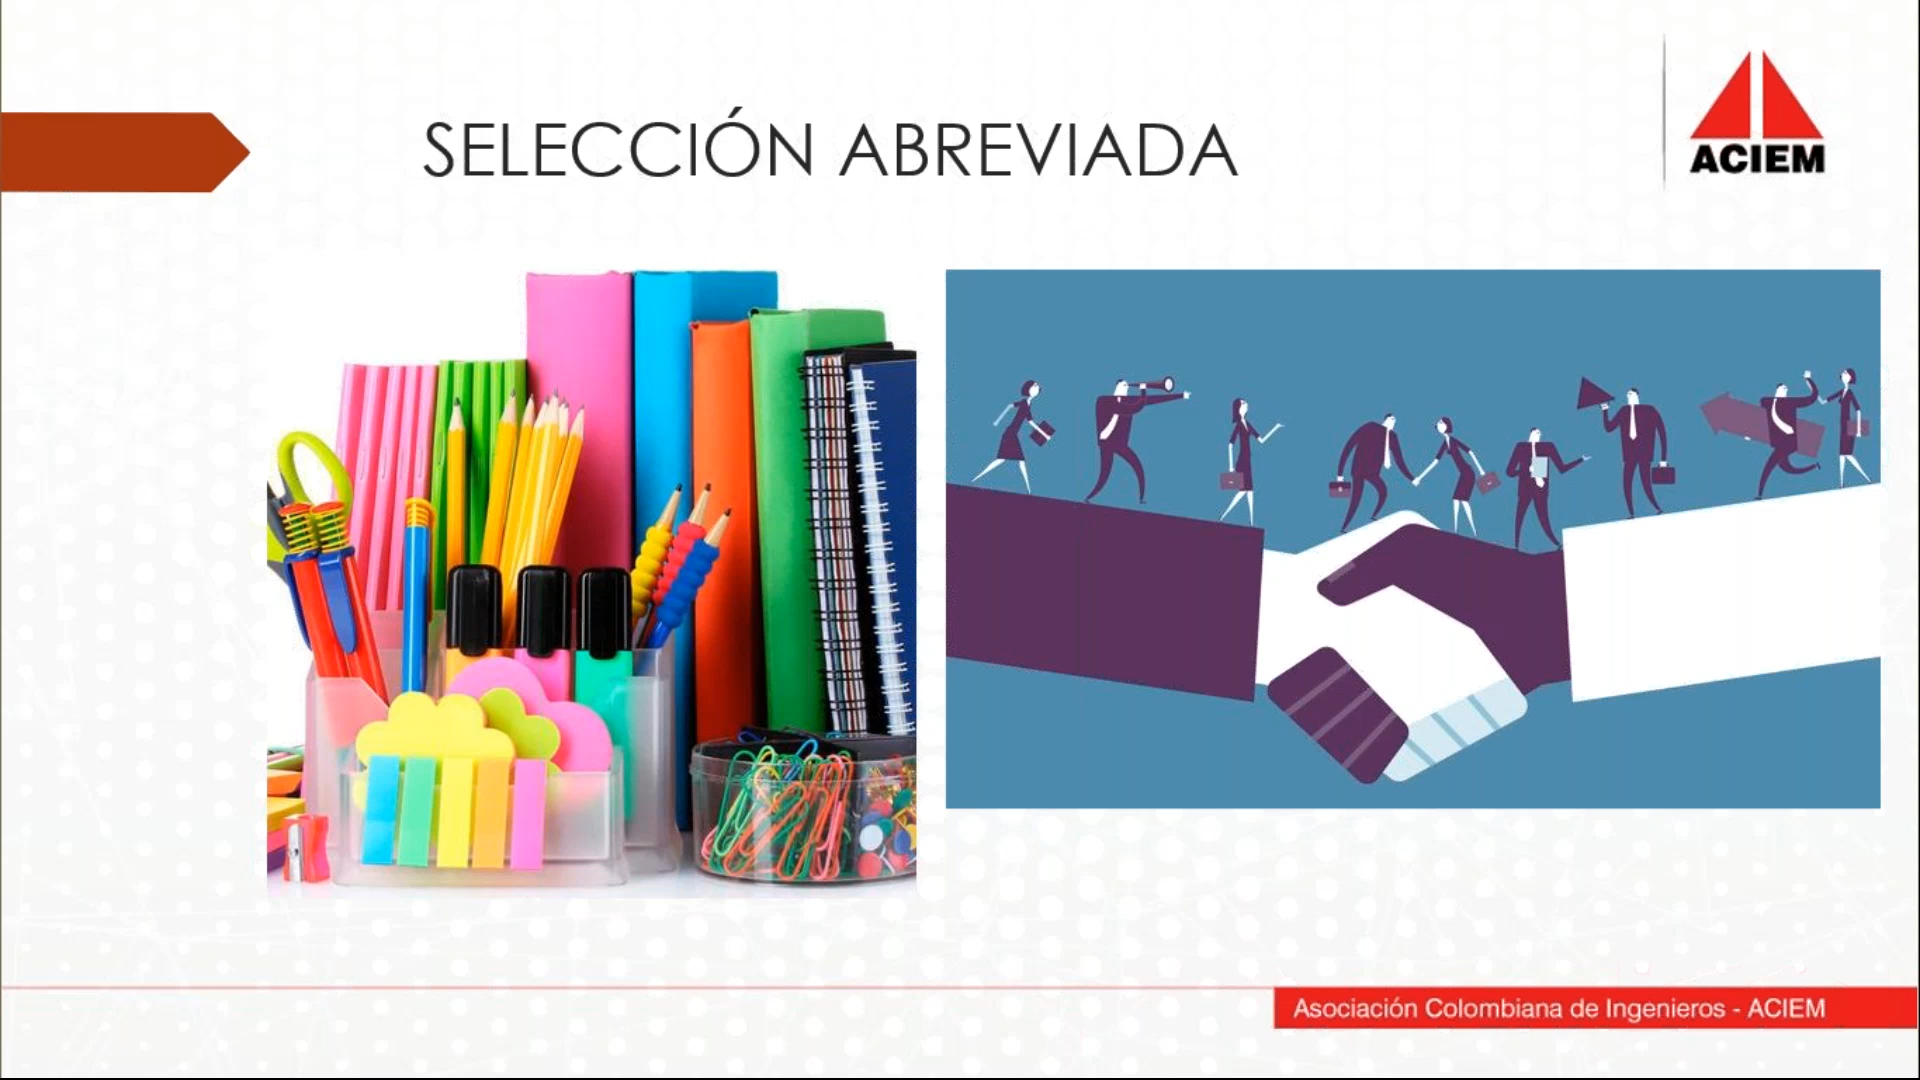 SELECCIÓN ABREVIADA
ACIEM
Asociación Colombiana de Ingenieros - ACIEM